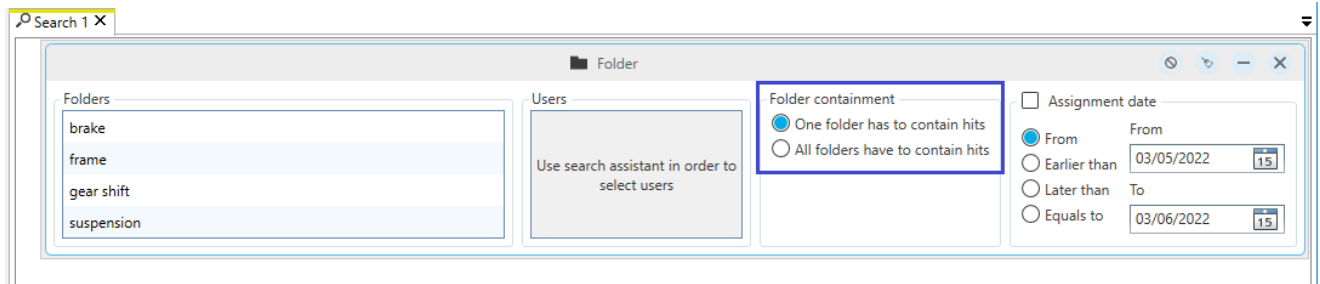 Search 1
Folder
Folders
brake
frame
gear shift
suspension
Users
Use search assistant in order to
select users
Folder containment
One folder has to contain hits
All folders have to contain hits
Assignment date
From
Earlier than
Later than
Equals to
From
03/05/2022
15
To
03/06/2022
15